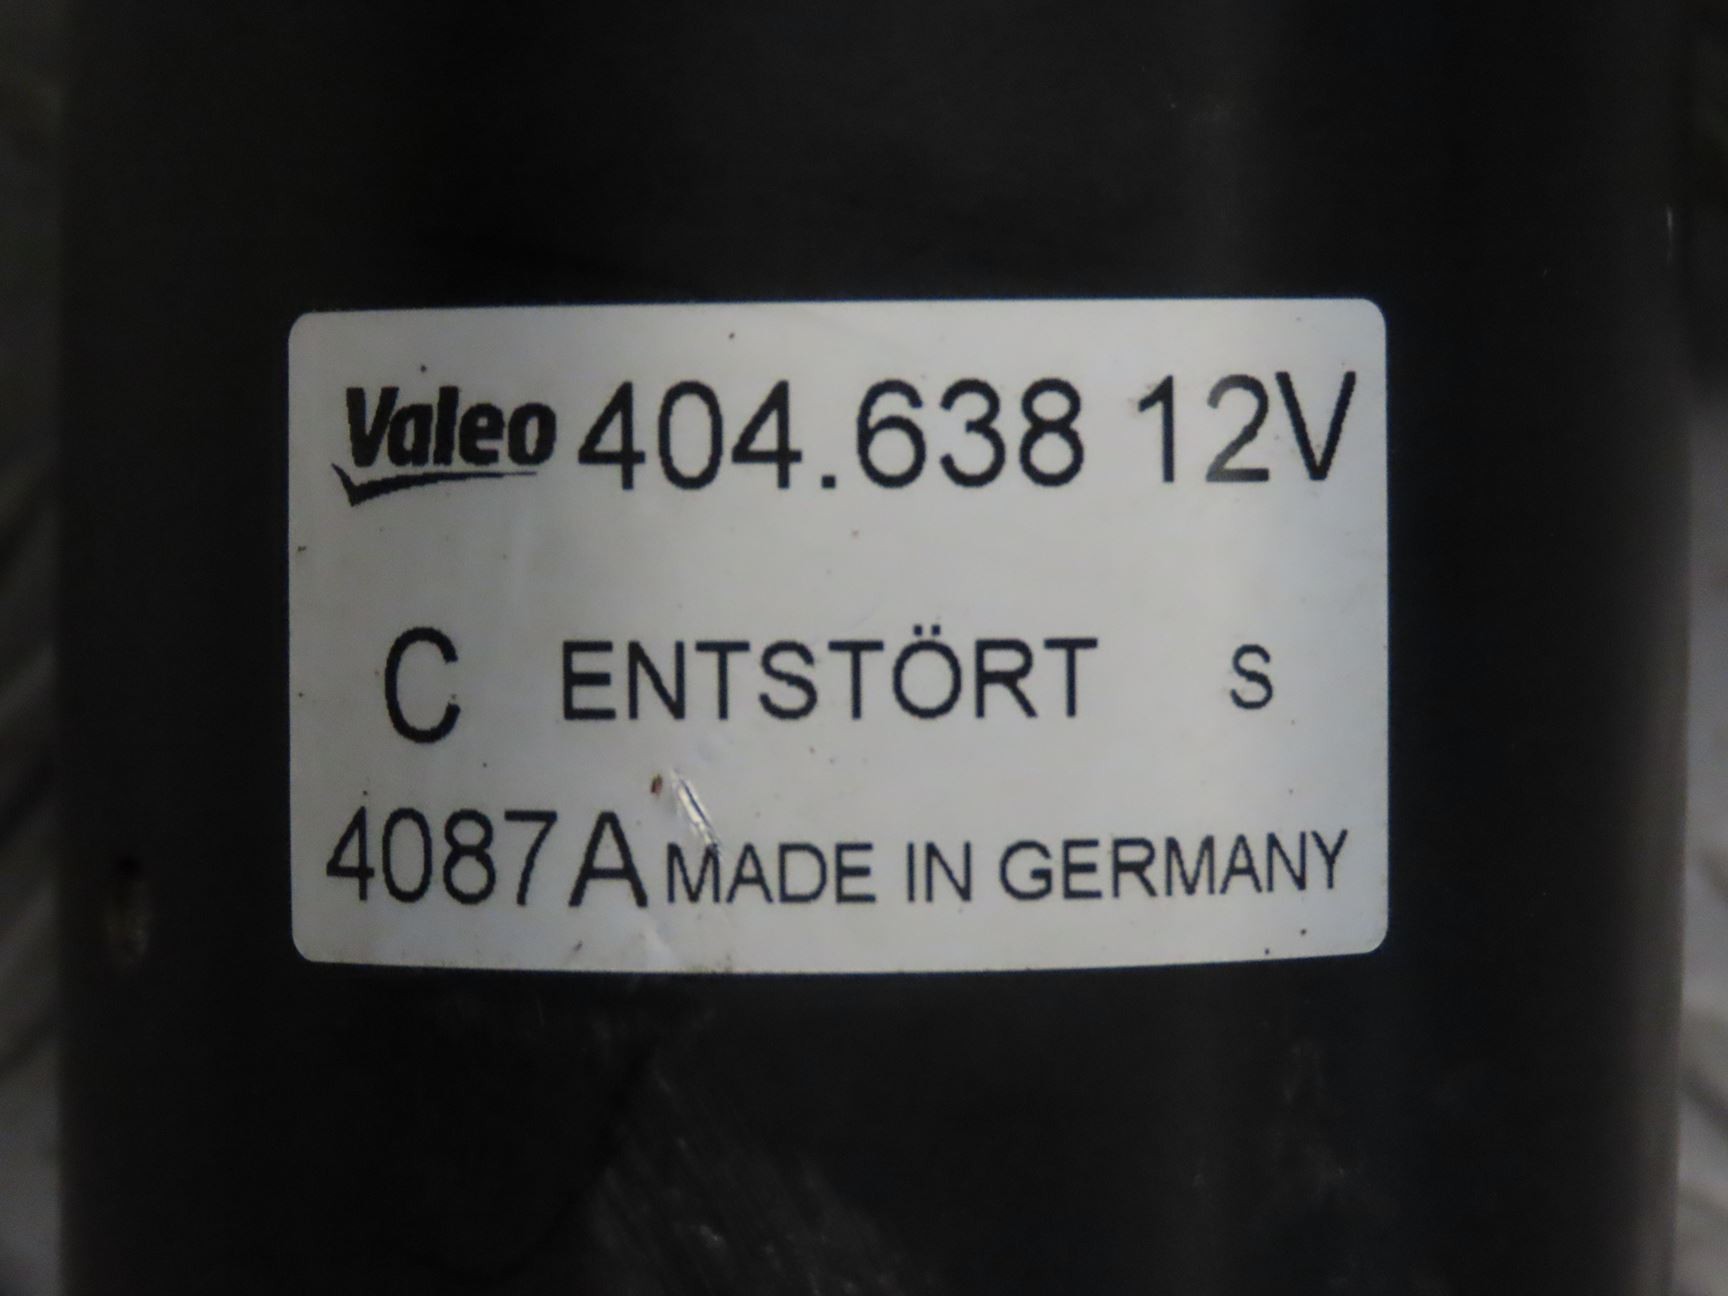 Valeo 404.638 12V
C ENTSTÖRT S
4087A MADE IN GERMANY